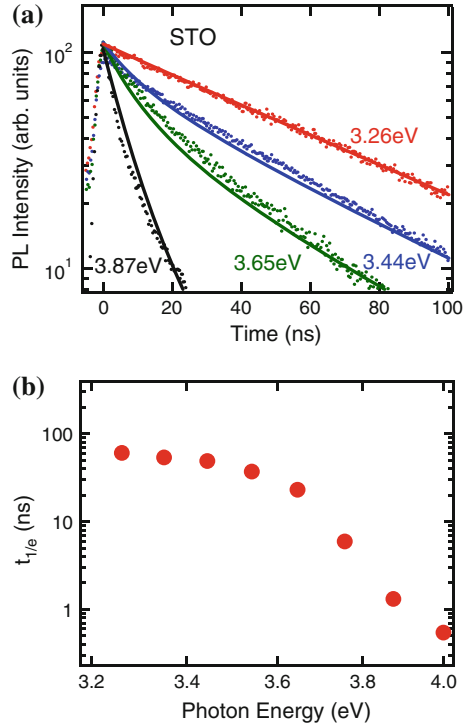 (a)
STO
PL Intensity (arb. units)
10²
10¹
3.26eV
3.44eV
3.65eV
3.87eV
0 20 40 60 80 100
Time (ns)
(b)
t1/e (ns)
100
10
1
3.2 3.4 3.6 3.8 4.0
Photon Energy (eV)